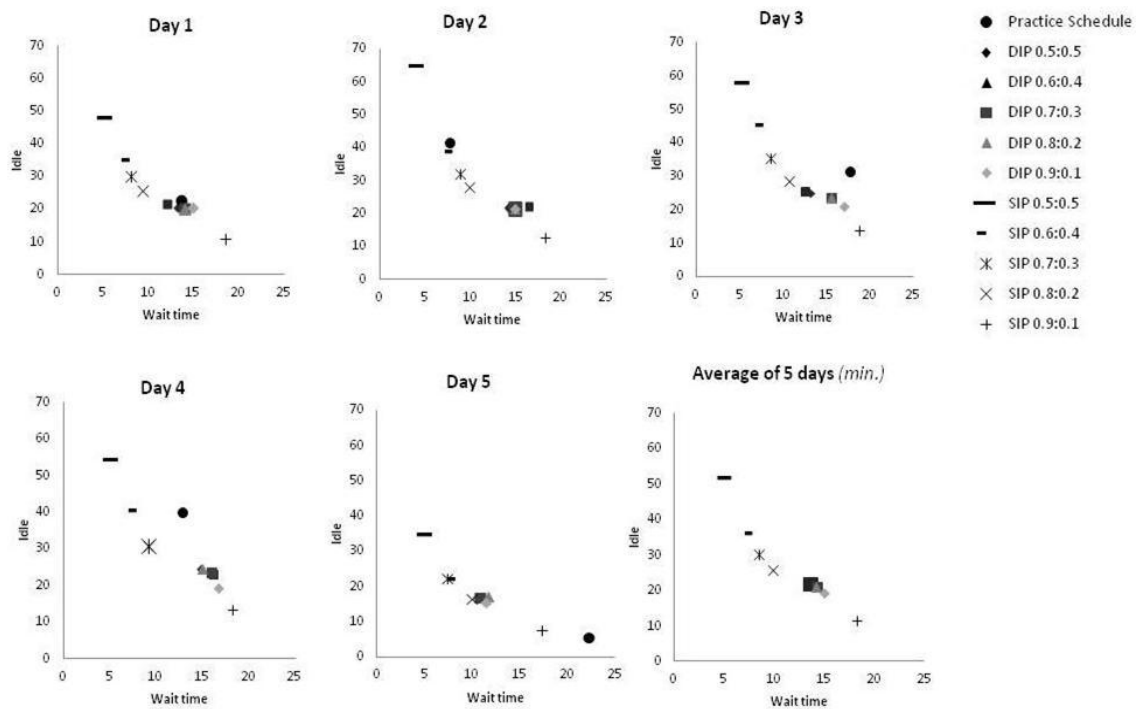 Day 1
70
60
50
40
30
20
10
0
Idle
0 5 10 15 20 25
Wait time
Day 2
70
60
50
40
30
20
10
0
Idle
0 5 10 15 20 25
Wait time
Day 3
70
60
50
40
30
20
10
0
Idle
0 5 10 15 20 25
Wait time
Practice Schedule
DIP 0.5:0.5
DIP 0.6:0.4
DIP 0.7:0.3
DIP 0.8:0.2
DIP 0.9:0.1
SIP 0.5:0.5
SIP 0.6:0.4
SIP 0.7:0.3
SIP 0.8:0.2
SIP 0.9:0.1
Day 4
70
60
50
40
30
20
10
0
Idle
0 5 10 15 20 25
Wait time
Day 5
70
60
50
40
30
20
10
0
Idle
0 5 10 15 20 25
Wait time
Average of 5 days (min.)
70
60
50
40
30
20
10
0
Idle
0 5 10 15 20 25
Wait time